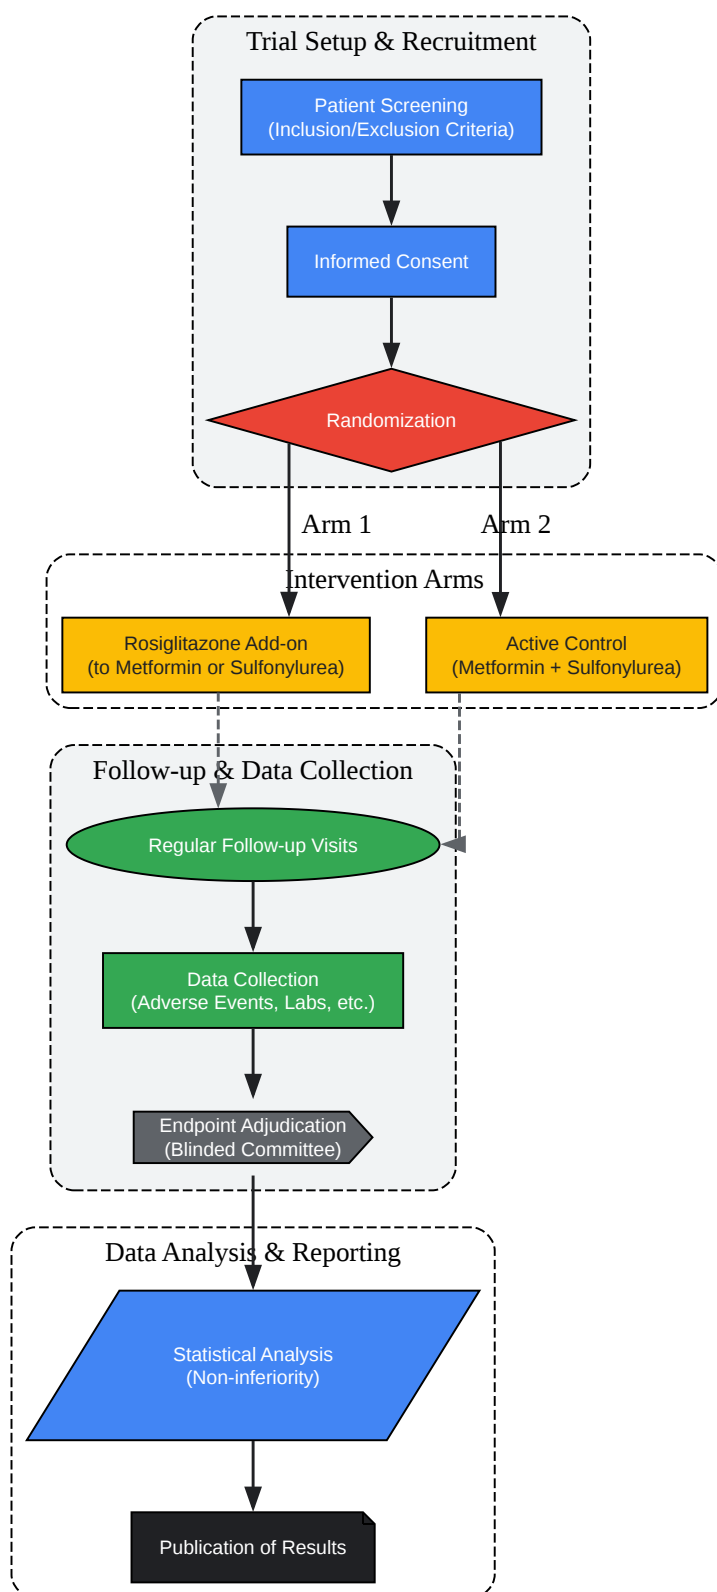 Trial Setup & Recruitment
Patient Screening
(Inclusion/Exclusion Criteria)
Informed Consent
Randomization
Arm 1
Arm 2
Intervention Arms
Rosiglitazone Add-on
(to Metformin or Sulfonylurea)
Active Control
(Metformin + Sulfonylurea)
Follow-up & Data Collection
Regular Follow-up Visits
Data Collection
(Adverse Events, Labs, etc.)
Endpoint Adjudication
(Blinded Committee)
Data Analysis & Reporting
Statistical Analysis
(Non-inferiority)
Publication of Results